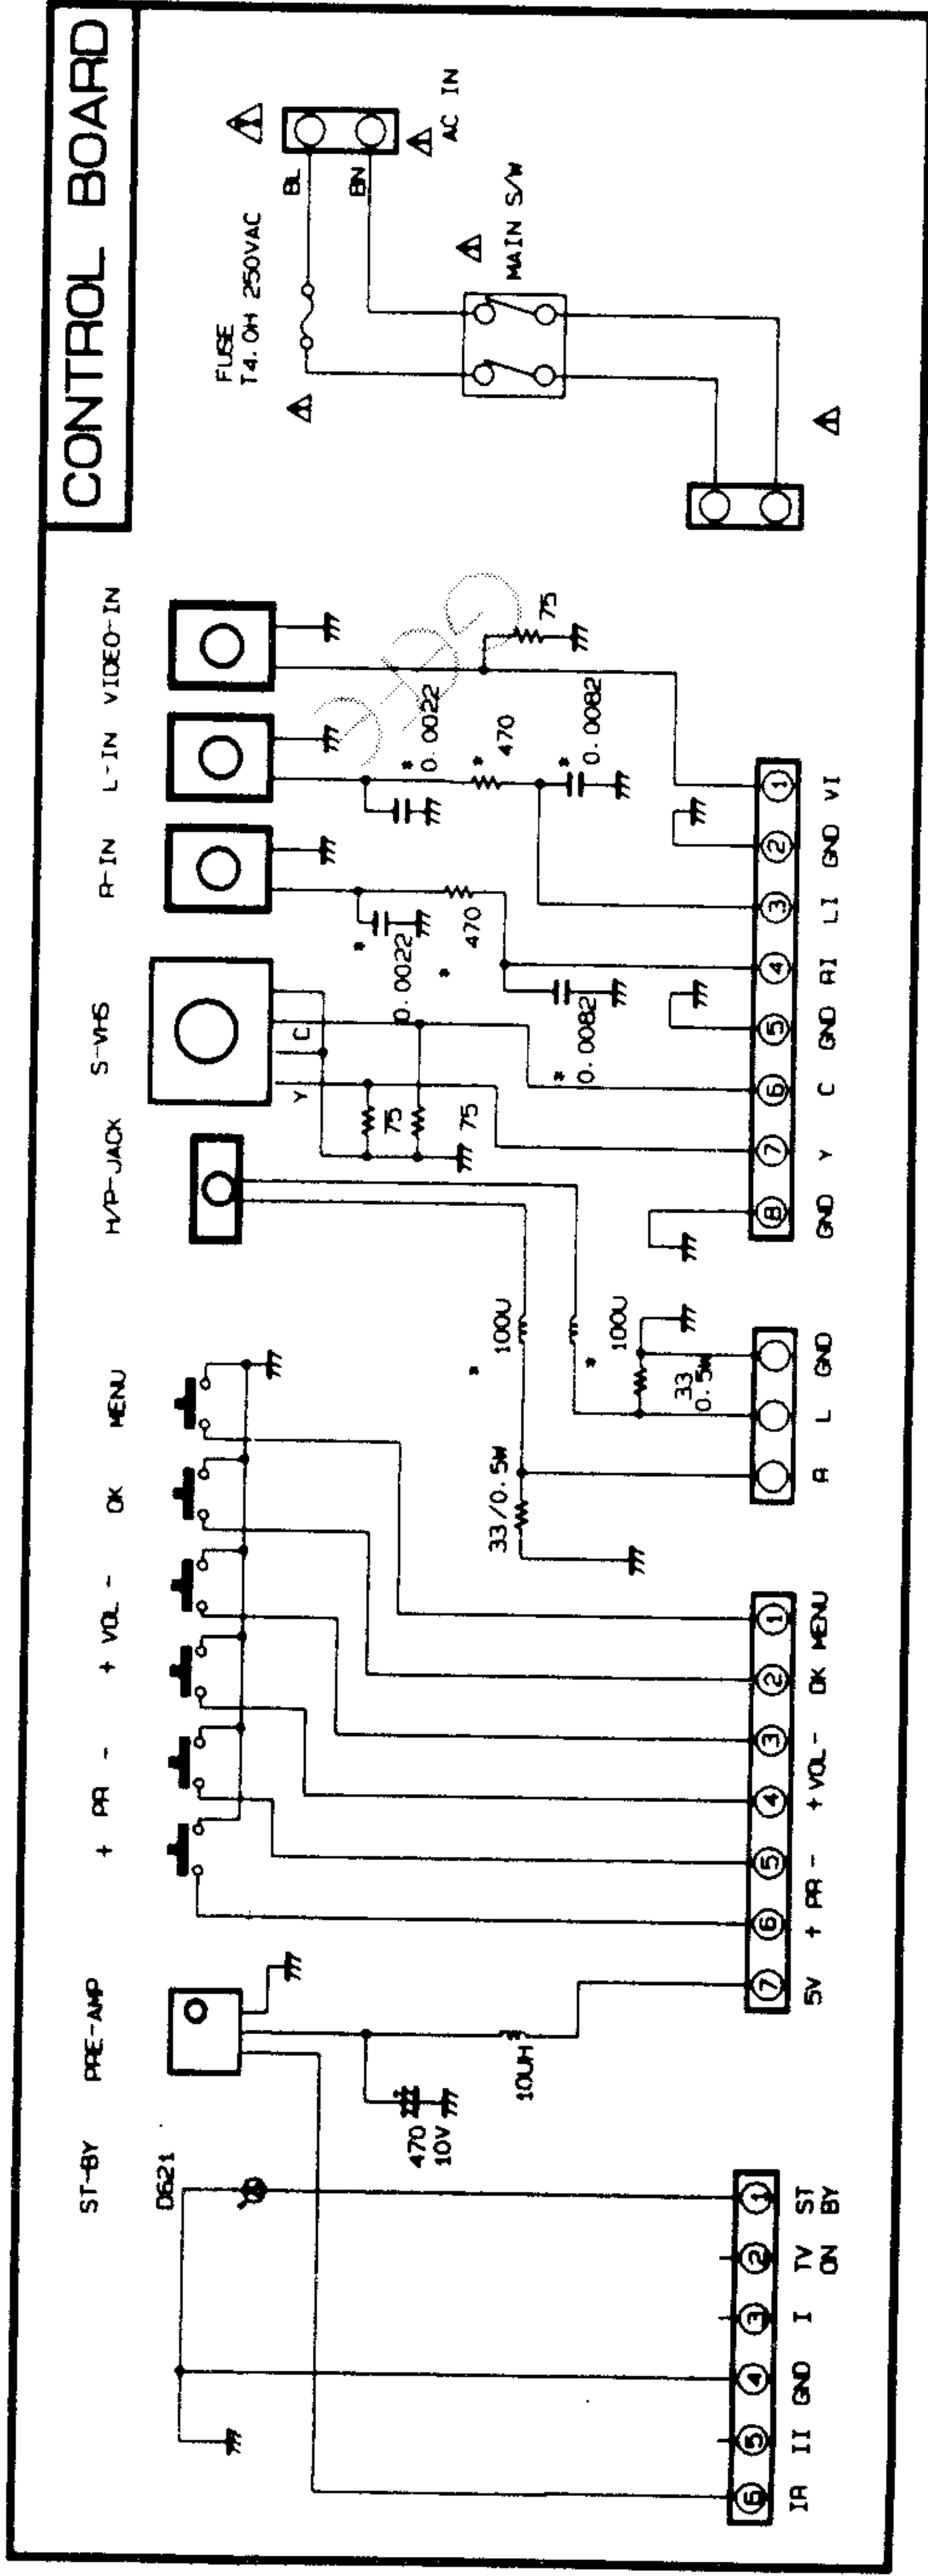 CONTROL BOARD
ST-BY
PRE-AMP
+ PR -
+ VOL -
OK
MENU
H/P-JACK
S-VHS
R-IN
L-IN
VIDEO-IN
D621
FUSE
T4.0H 250VAC
BL
BN
AC IN
MAIN S/W
470
10V
10UH
33/0.5W
* 100U
* 100U
33
0.5W
Y
C
75
75
* 0.0022
* 470
* 0.0082
* 0.0022
* 470
* 0.0082
75
6 5 4 3 2 1
IR II GND I TV ON ST BY
7 6 5 4 3 2 1
5V + PR - + VOL - OK MENU
R L GND
8 7 6 5 4 3 2 1
GND Y C GND RI LI GND VI